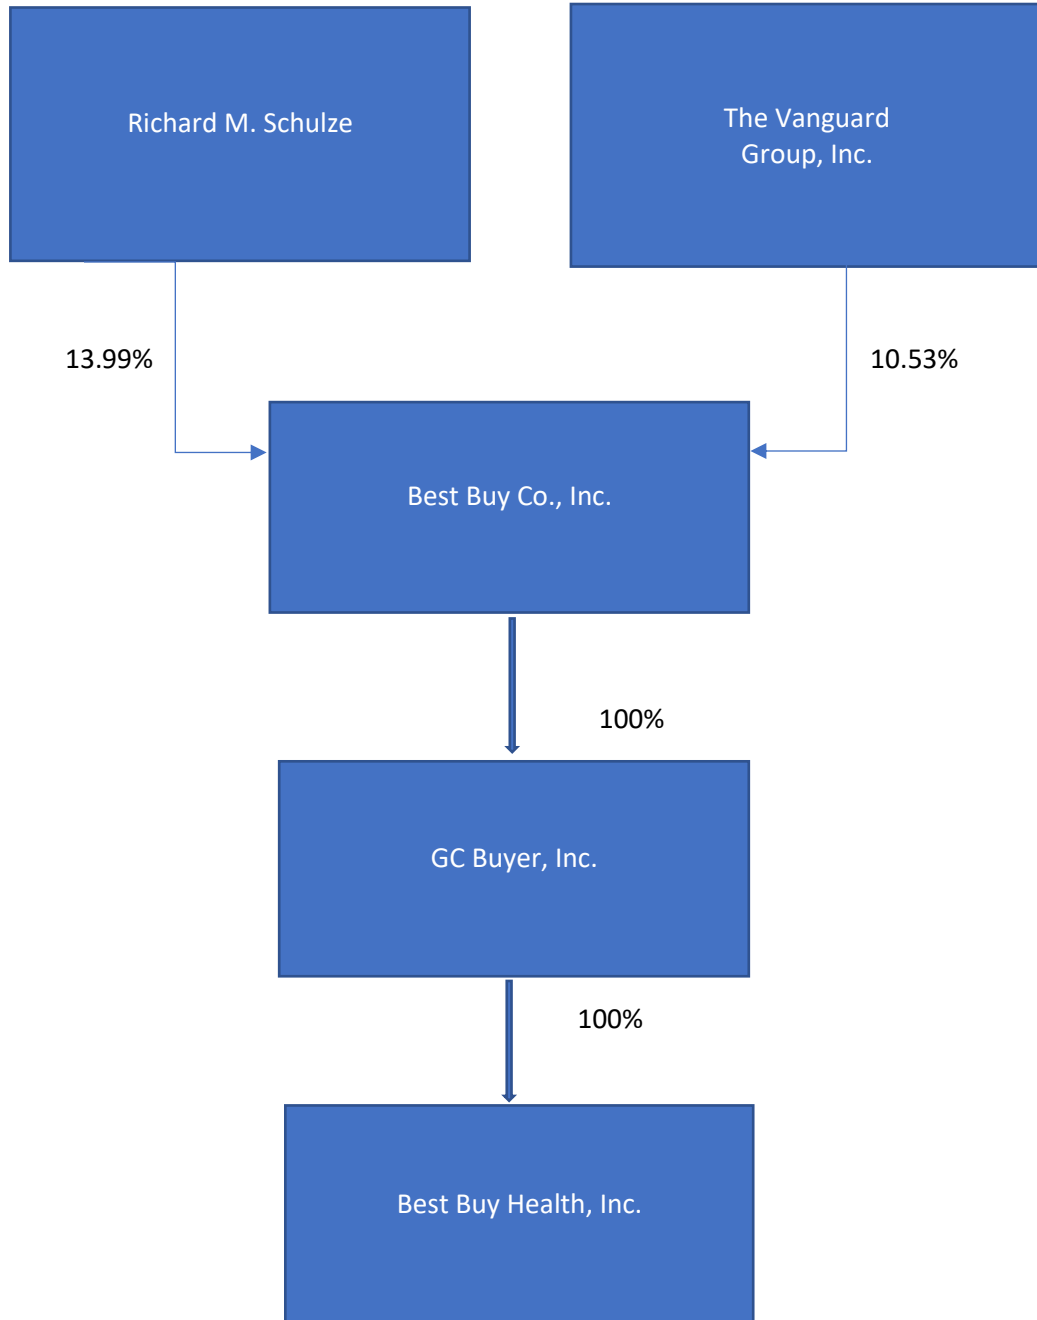 Richard M. Schulze
The Vanguard
Group, Inc.
13.99%
10.53%
Best Buy Co., Inc.
100%
GC Buyer, Inc.
100%
Best Buy Health, Inc.